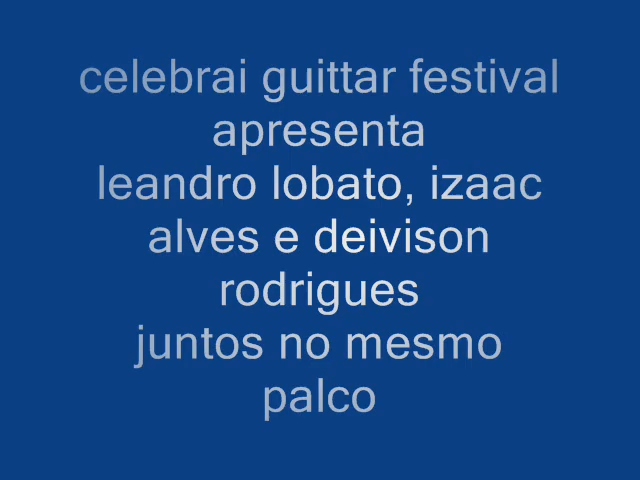 celebrai guittar festival
apresenta
leandro lobato, izaac
alves e deivison
rodrigues
juntos no mesmo
palco